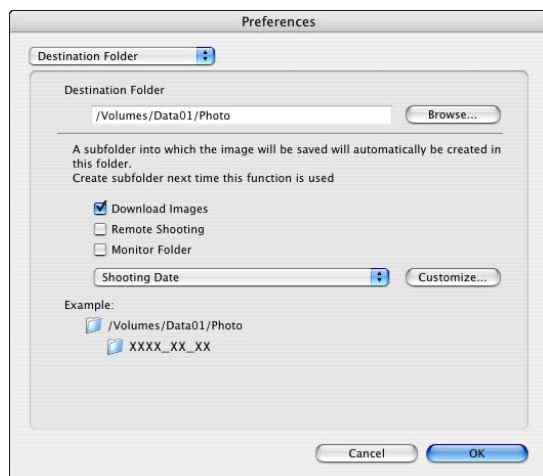 Preferences
Destination Folder
Destination Folder
/Volumes/Data01/Photo
Browse...
A subfolder into which the image will be saved will automatically be created in
this folder.
Create subfolder next time this function is used
Download Images
Remote Shooting
Monitor Folder
Shooting Date
Customize...
Example:
/Volumes/Data01/Photo
XXXX_XX_XX
Cancel
OK